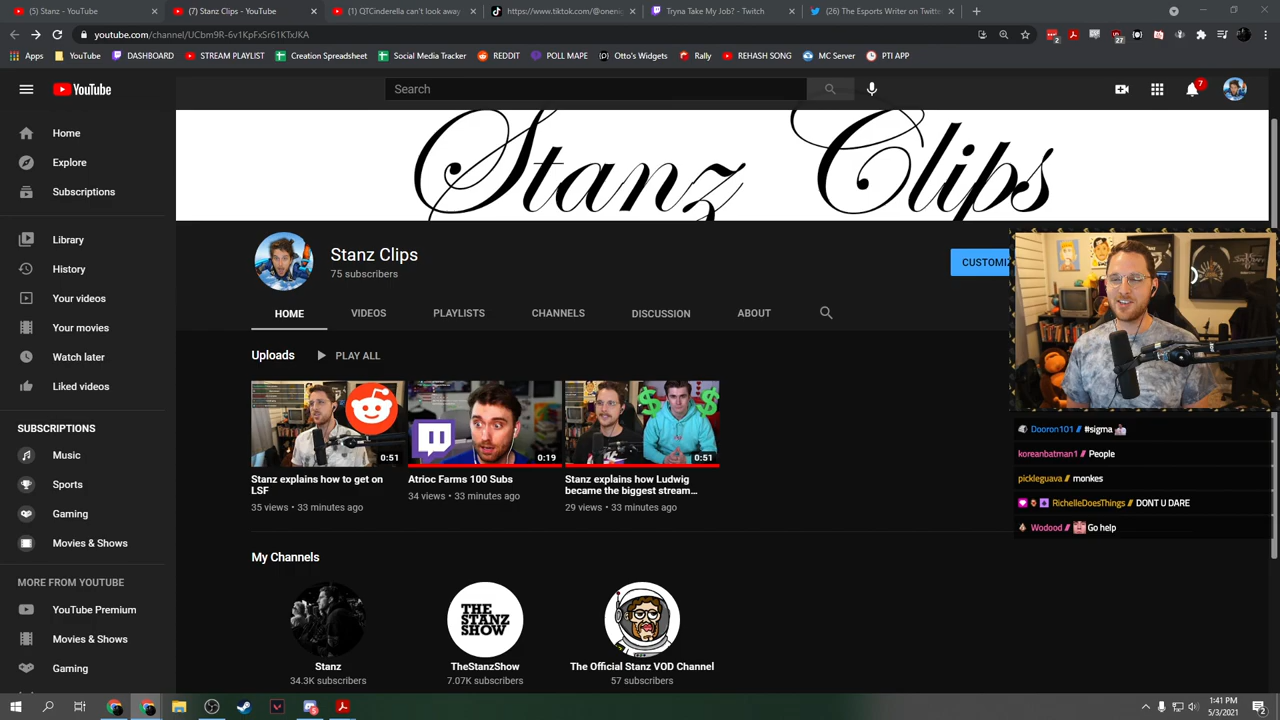 (5) Stanz - YouTube
(7) Stanz Clips - YouTube
(1) QTCinderella can't look away
https://www.tiktok.com/@onenig
Tryna Take My Job? - Twitch
(26) The Esports Writer on Twitte
youtube.com/channel/UCbm9R-6v1KpFxSr61KTxJKA
YouTube
DASHBOARD
STREAM PLAYLIST
Creation Spreadsheet
Social Media Tracker
REDDIT
POLL MAPE
Otto's Widgets
Rally
REHASH SONG
MC Server
PTI APP
YouTube
Search
7
Home
Explore
Subscriptions
Library
History
Your videos
Your movies
Watch later
Liked videos
SUBSCRIPTIONS
Music
Sports
Gaming
Movies & Shows
MORE FROM YOUTUBE
YouTube Premium
Movies & Shows
Gaming
Stanz Clips
Stanz Clips
75 subscribers
CUSTOMIZ
HOME
VIDEOS
PLAYLISTS
CHANNELS
DISCUSSION
ABOUT
Uploads
PLAY ALL
0:51
0:19
0:51
Stanz explains how to get on
LSF
35 views • 33 minutes ago
Atrioc Farms 100 Subs
34 views • 33 minutes ago
Stanz explains how Ludwig
became the biggest stream...
29 views • 33 minutes ago
My Channels
THE
STANZ
SHOW
Stanz
34.3K subscribers
TheStanzShow
7.07K subscribers
The Official Stanz VOD Channel
57 subscribers
Dooron101 // #sigma
koreanbatman1 // People
pickleguava // monkes
RichelleDoesThings // DONT U DARE
Wodood // Go help
1:41 PM
5/3/2021